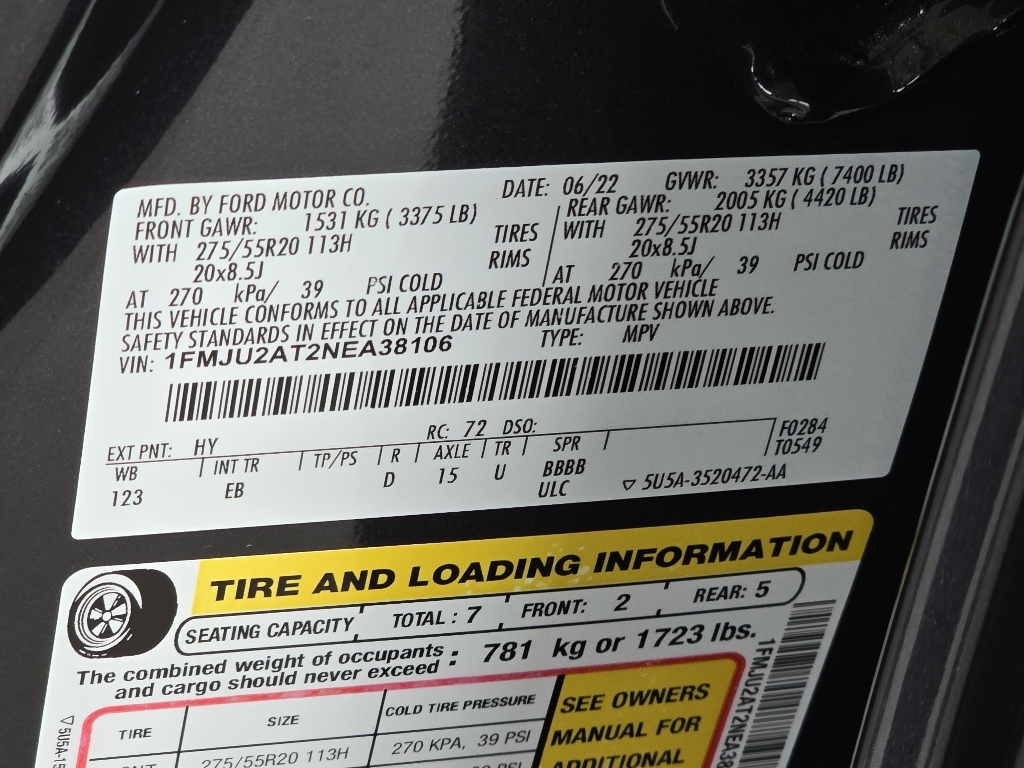 MFD. BY FORD MOTOR CO. DATE: 06/22 GVWR: 3357 KG ( 7400 LB)
FRONT GAWR: 1531 KG ( 3375 LB) REAR GAWR: 2005 KG ( 4420 LB)
WITH 275/55R20 113H TIRES WITH 275/55R20 113H TIRES
20x8.5J RIMS 20x8.5J RIMS
AT 270 kPa/ 39 PSI COLD AT 270 kPa/ 39 PSI COLD
THIS VEHICLE CONFORMS TO ALL APPLICABLE FEDERAL MOTOR VEHICLE
SAFETY STANDARDS IN EFFECT ON THE DATE OF MANUFACTURE SHOWN ABOVE.
VIN: 1FMJU2AT2NEA38106 TYPE: MPV
EXT PNT: HY RC: 72 DSO: F0284
WB INT TR TP/PS R AXLE TR SPR T0549
123 EB D 15 U BBBB
ULC 5U5A-3520472-AA
TIRE AND LOADING INFORMATION
SEATING CAPACITY TOTAL : 7 FRONT: 2 REAR: 5
The combined weight of occupants
and cargo should never exceed : 781 kg or 1723 lbs.
TIRE SIZE COLD TIRE PRESSURE
275/55R20 113H 270 KPA, 39 PSI
SEE OWNERS
MANUAL FOR
ADDITIONAL
1FMJU2AT2NEA38
5U5A-15